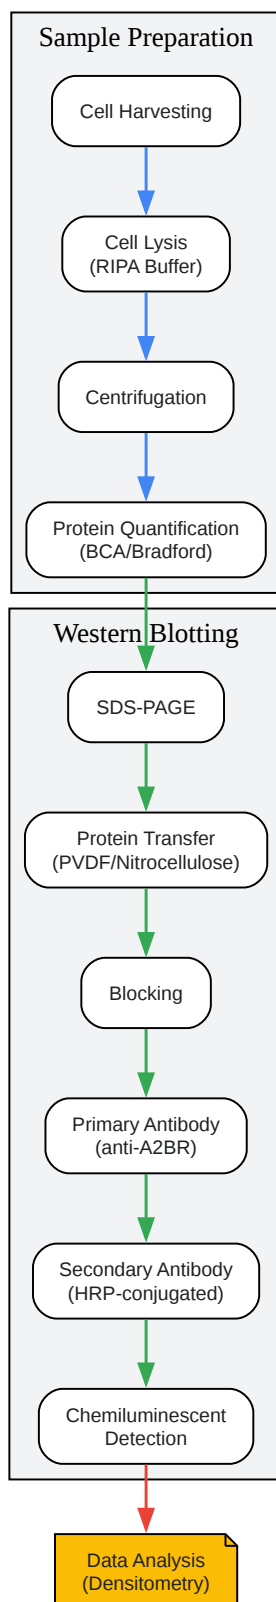 Sample Preparation
Cell Harvesting
Cell Lysis
(RIPA Buffer)
Centrifugation
Protein Quantification
(BCA/Bradford)
Western Blotting
SDS-PAGE
Protein Transfer
(PVDF/Nitrocellulose)
Blocking
Primary Antibody
(anti-A2BR)
Secondary Antibody
(HRP-conjugated)
Chemiluminescent
Detection
Data Analysis
(Densitometry)